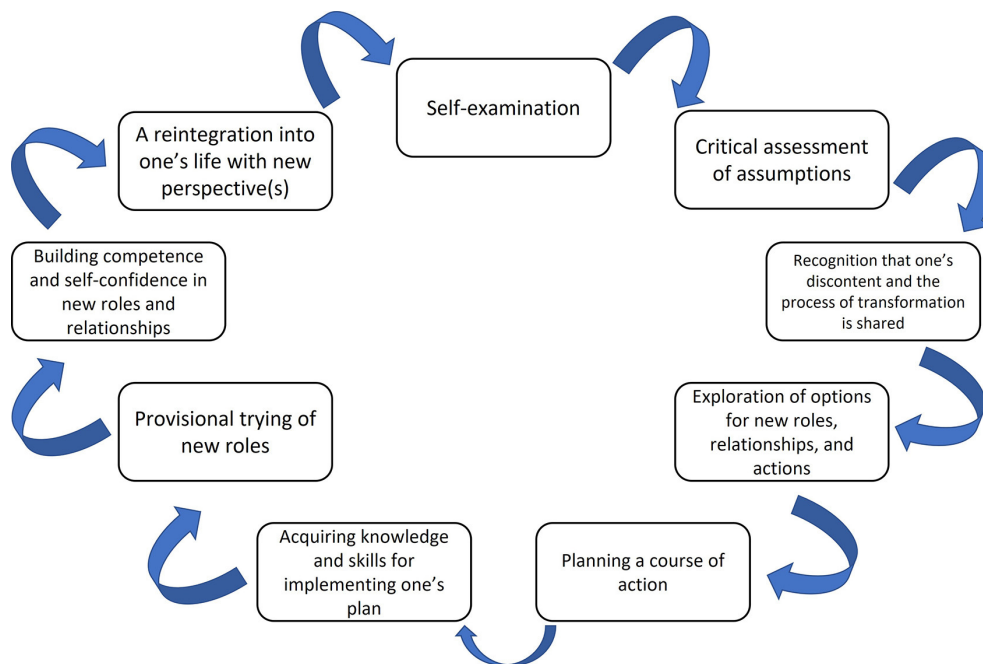 Self-examination
Critical assessment
of assumptions
Recognition that one’s
discontent and the
process of transformation
is shared
Exploration of options
for new roles,
relationships, and
actions
Planning a course of
action
Acquiring knowledge
and skills for
implementing one’s
plan
Provisional trying of
new roles
Building competence
and self-confidence in
new roles and
relationships
A reintegration into
one’s life with new
perspective(s)